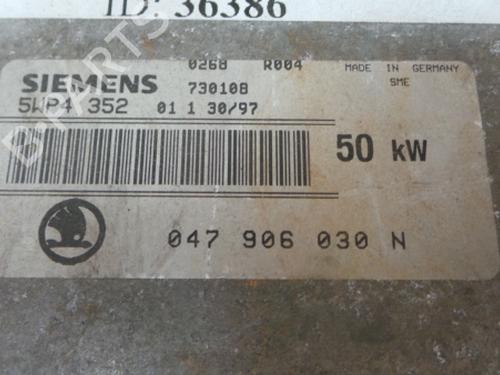 ID: 36386
0268 R004 MADE IN GERMANY
SIEMENS 730108 SME
5WP4 352 01 1 30/97
50 kW
047 906 030 N
B-PARTS